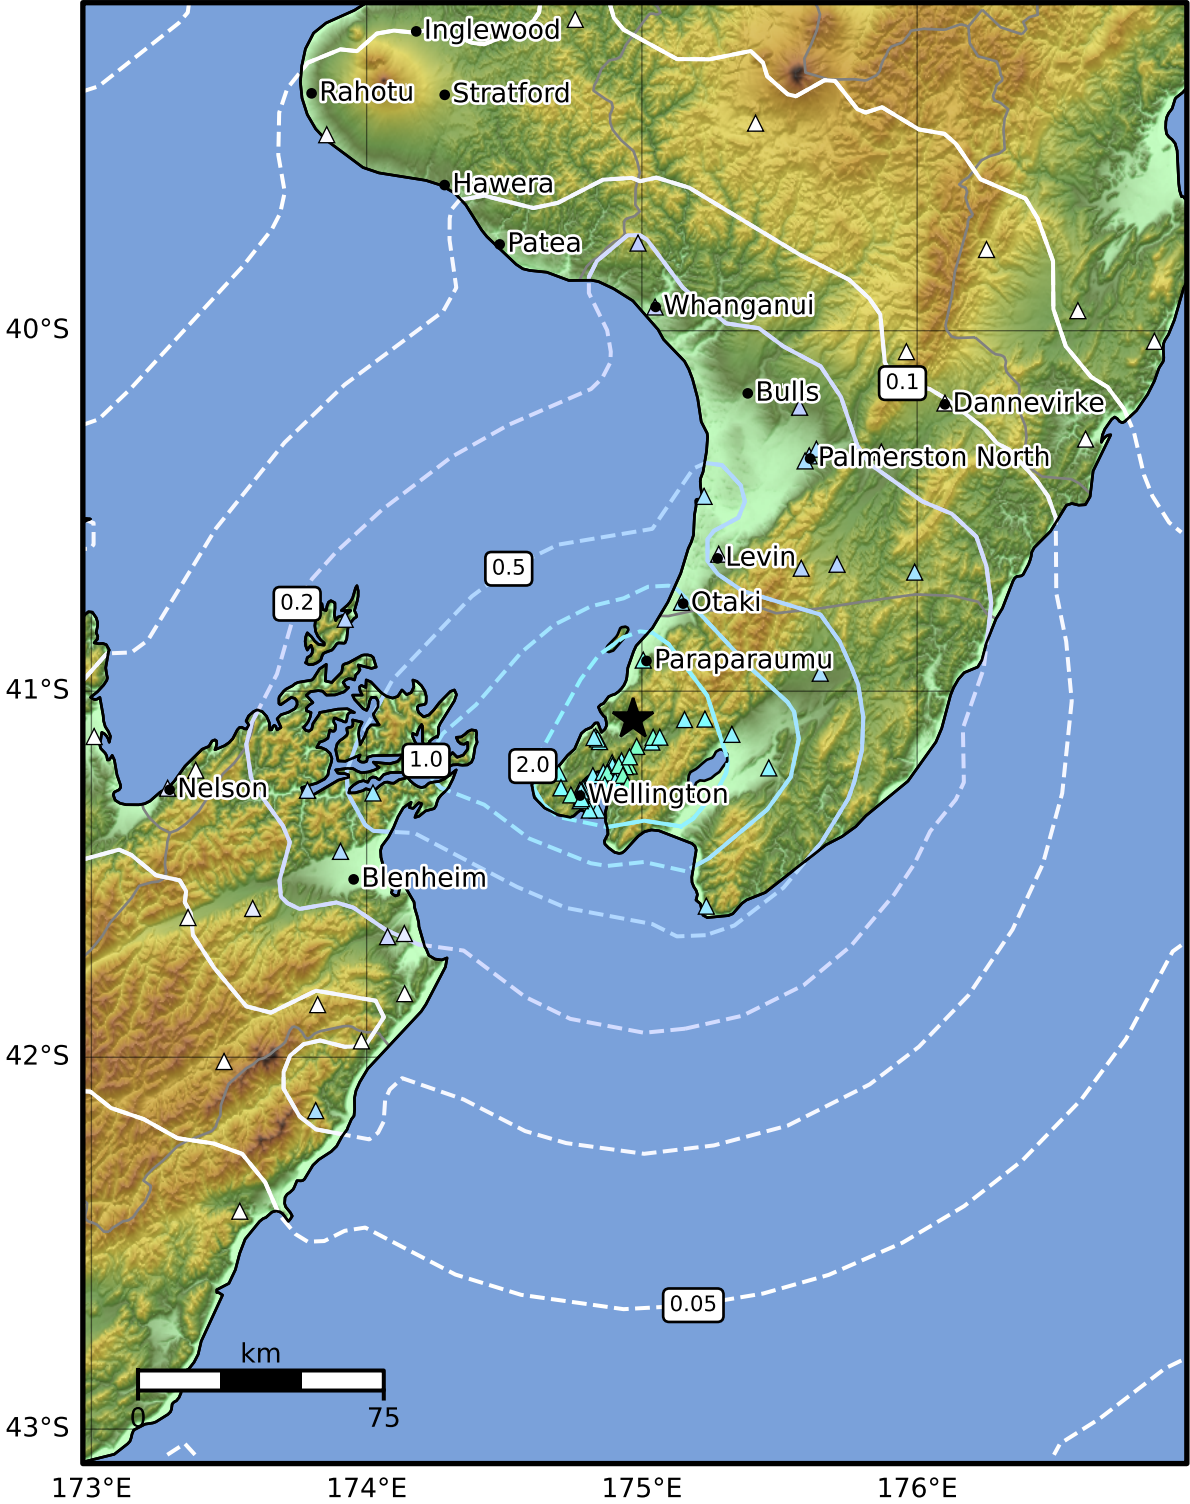 Inglewood
Rahotu
Stratford
Hawera
Patea
Whanganui
40°S
0.1
Bulls
Dannevirke
Palmerston North
Levin
0.5
0.2
Otaki
Paraparaumu
41°S
1.0
2.0
Nelson
Wellington
Blenheim
42°S
0.05
km
0
75
43°S
173°E
174°E
175°E
176°E